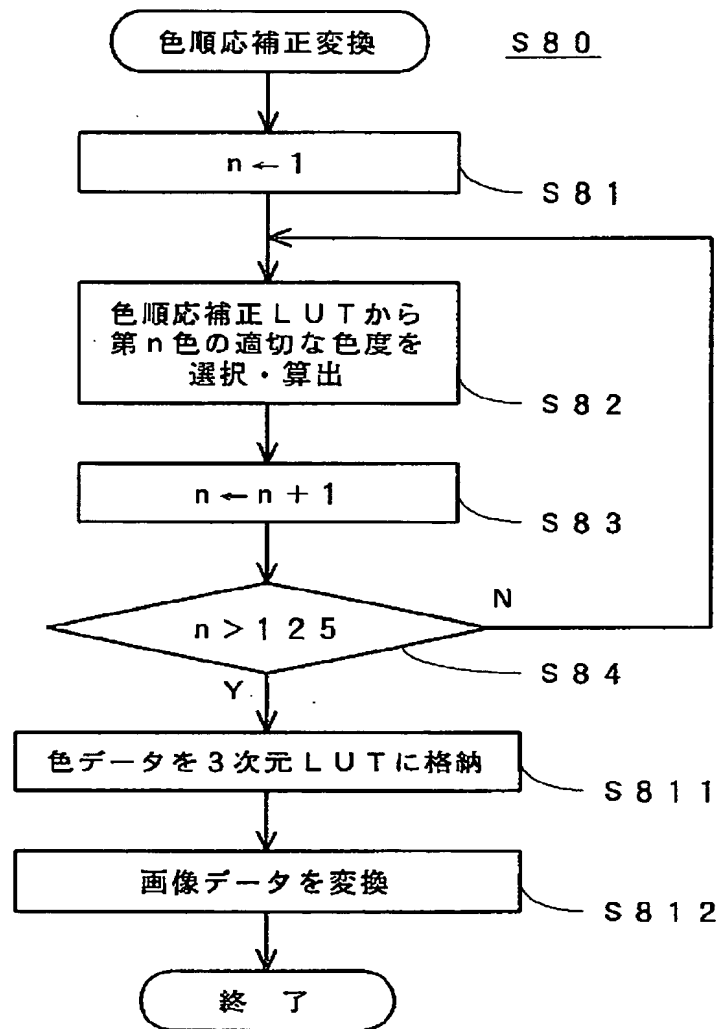 色順応補正変換
S80
n←1
S81
色順応補正LUTから
第n色の適切な色度を
選択・算出
S82
n←n+1
S83
n>125
N
S84
Y
色データを3次元LUTに格納
S811
画像データを変換
S812
終了